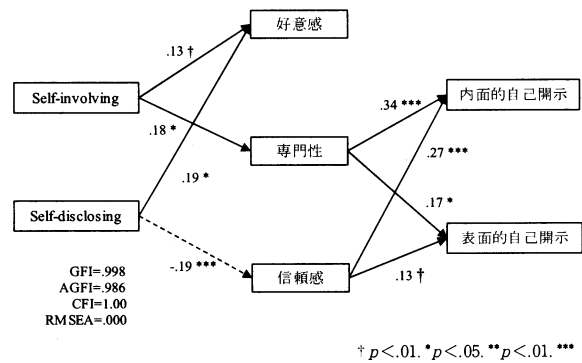 好意感
.13 †
Self-involving
内面的自己開示
.34 ***
.18 *
専門性
.27 ***
.19 *
.17 *
Self-disclosing
表面的自己開示
-.19 ***
信頼感
.13 †
GFI=.998
AGFI=.986
CFI=1.00
RMSEA=.000
† p<.01. *p<.05. **p<.01. ***